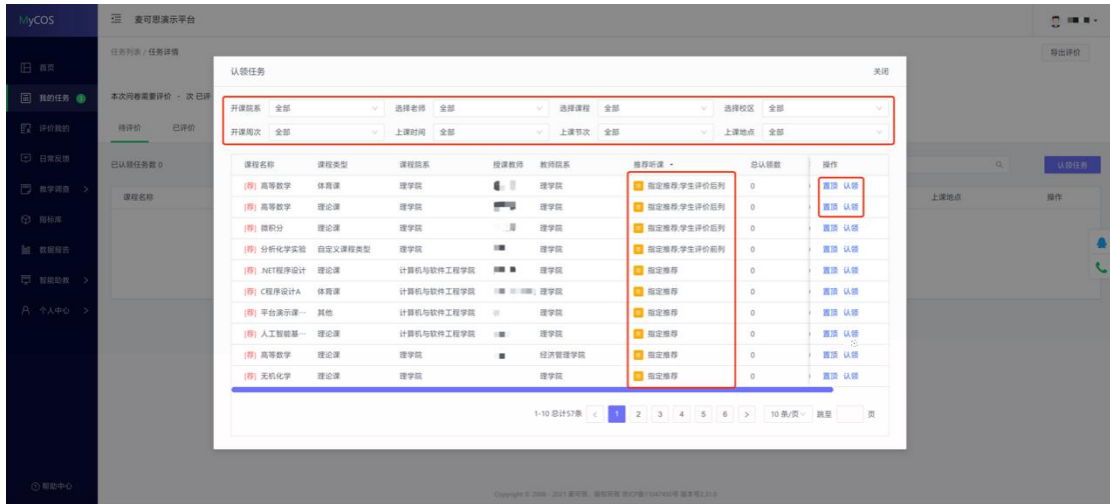 MyCOS
麦可思演示平台
任务列表 / 任务详情
导出评价
首页
认领任务
关闭
我的任务
本次问卷需要评价 - 次 已评
开课院系 全部 选择老师 全部 选择课程 全部 选择校区 全部
评价我的
待评价 已评价
开课周次 全部 上课时间 全部 上课节次 全部 上课地点 全部
日常反馈
已认领任务数 0
认领任务
课程名称 课程类型 课程院系 授课教师 教师院系 推荐听课 总认领数 操作
教学调查
[荐] 高等数学 体育课 理学院 理学院 指定推荐;学生评价后列 0 置顶 认领
课程名称
上课地点 操作
[荐] 高等数学 理论课 理学院 理学院 指定推荐;学生评价后列 0 置顶 认领
指标库
[荐] 微积分 理论课 理学院 理学院 指定推荐;学生评价后列 0 置顶 认领
数据报告
[荐] 分析化学实验 自定义课程类型 理学院 理学院 指定推荐;学生评价前列 0 置顶 认领
[荐] .NET程序设计 理论课 计算机与软件工程学院 理学院 指定推荐 0 置顶 认领
智能助教
[荐] C程序设计A 体育课 计算机与软件工程学院 理学院 指定推荐 0 置顶 认领
个人中心
[荐] 平台演示课… 其他 计算机与软件工程学院 理学院 指定推荐 0 置顶 认领
[荐] 人工智能基… 理论课 计算机与软件工程学院 理学院 指定推荐 0 置顶 认领
[荐] 高等数学 理论课 理学院 经济管理学院 指定推荐 0 置顶 认领
[荐] 无机化学 理论课 理学院 理学院 指定推荐 0 置顶 认领
1-10 总计57条 < 1 2 3 4 5 6 > 10 条/页 跳至 页
帮助中心